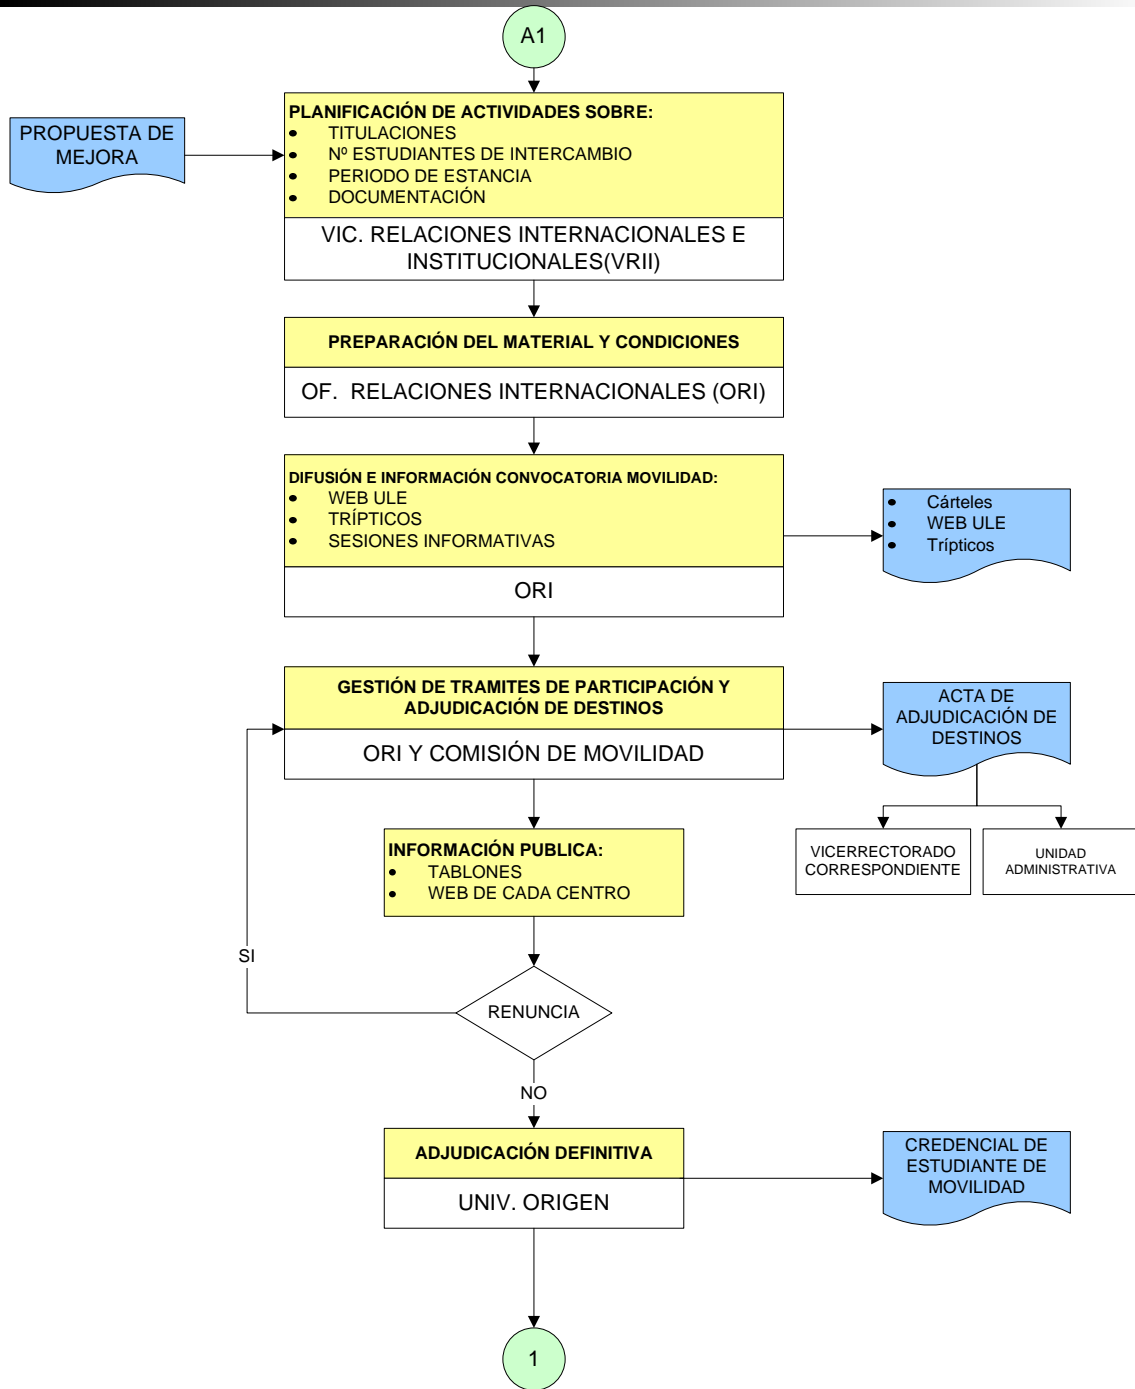 A1
PLANIFICACIÓN DE ACTIVIDADES SOBRE:
• TITULACIONES
• Nº ESTUDIANTES DE INTERCAMBIO
• PERIODO DE ESTANCIA
• DOCUMENTACIÓN
PROPUESTA DE
MEJORA
VIC. RELACIONES INTERNACIONALES E
INSTITUCIONALES(VRII)
PREPARACIÓN DEL MATERIAL Y CONDICIONES
OF. RELACIONES INTERNACIONALES (ORI)
DIFUSIÓN E INFORMACIÓN CONVOCATORIA MOVILIDAD:
• WEB ULE
• TRÍPTICOS
• SESIONES INFORMATIVAS
• Cárteles
• WEB ULE
• Trípticos
ORI
GESTIÓN DE TRAMITES DE PARTICIPACIÓN Y
ADJUDICACIÓN DE DESTINOS
ORI Y COMISIÓN DE MOVILIDAD
ACTA DE
ADJUDICACIÓN DE
DESTINOS
VICERRECTORADO
CORRESPONDIENTE
UNIDAD
ADMINISTRATIVA
INFORMACIÓN PUBLICA:
• TABLONES
• WEB DE CADA CENTRO
SI
RENUNCIA
NO
ADJUDICACIÓN DEFINITIVA
UNIV. ORIGEN
CREDENCIAL DE
ESTUDIANTE DE
MOVILIDAD
1